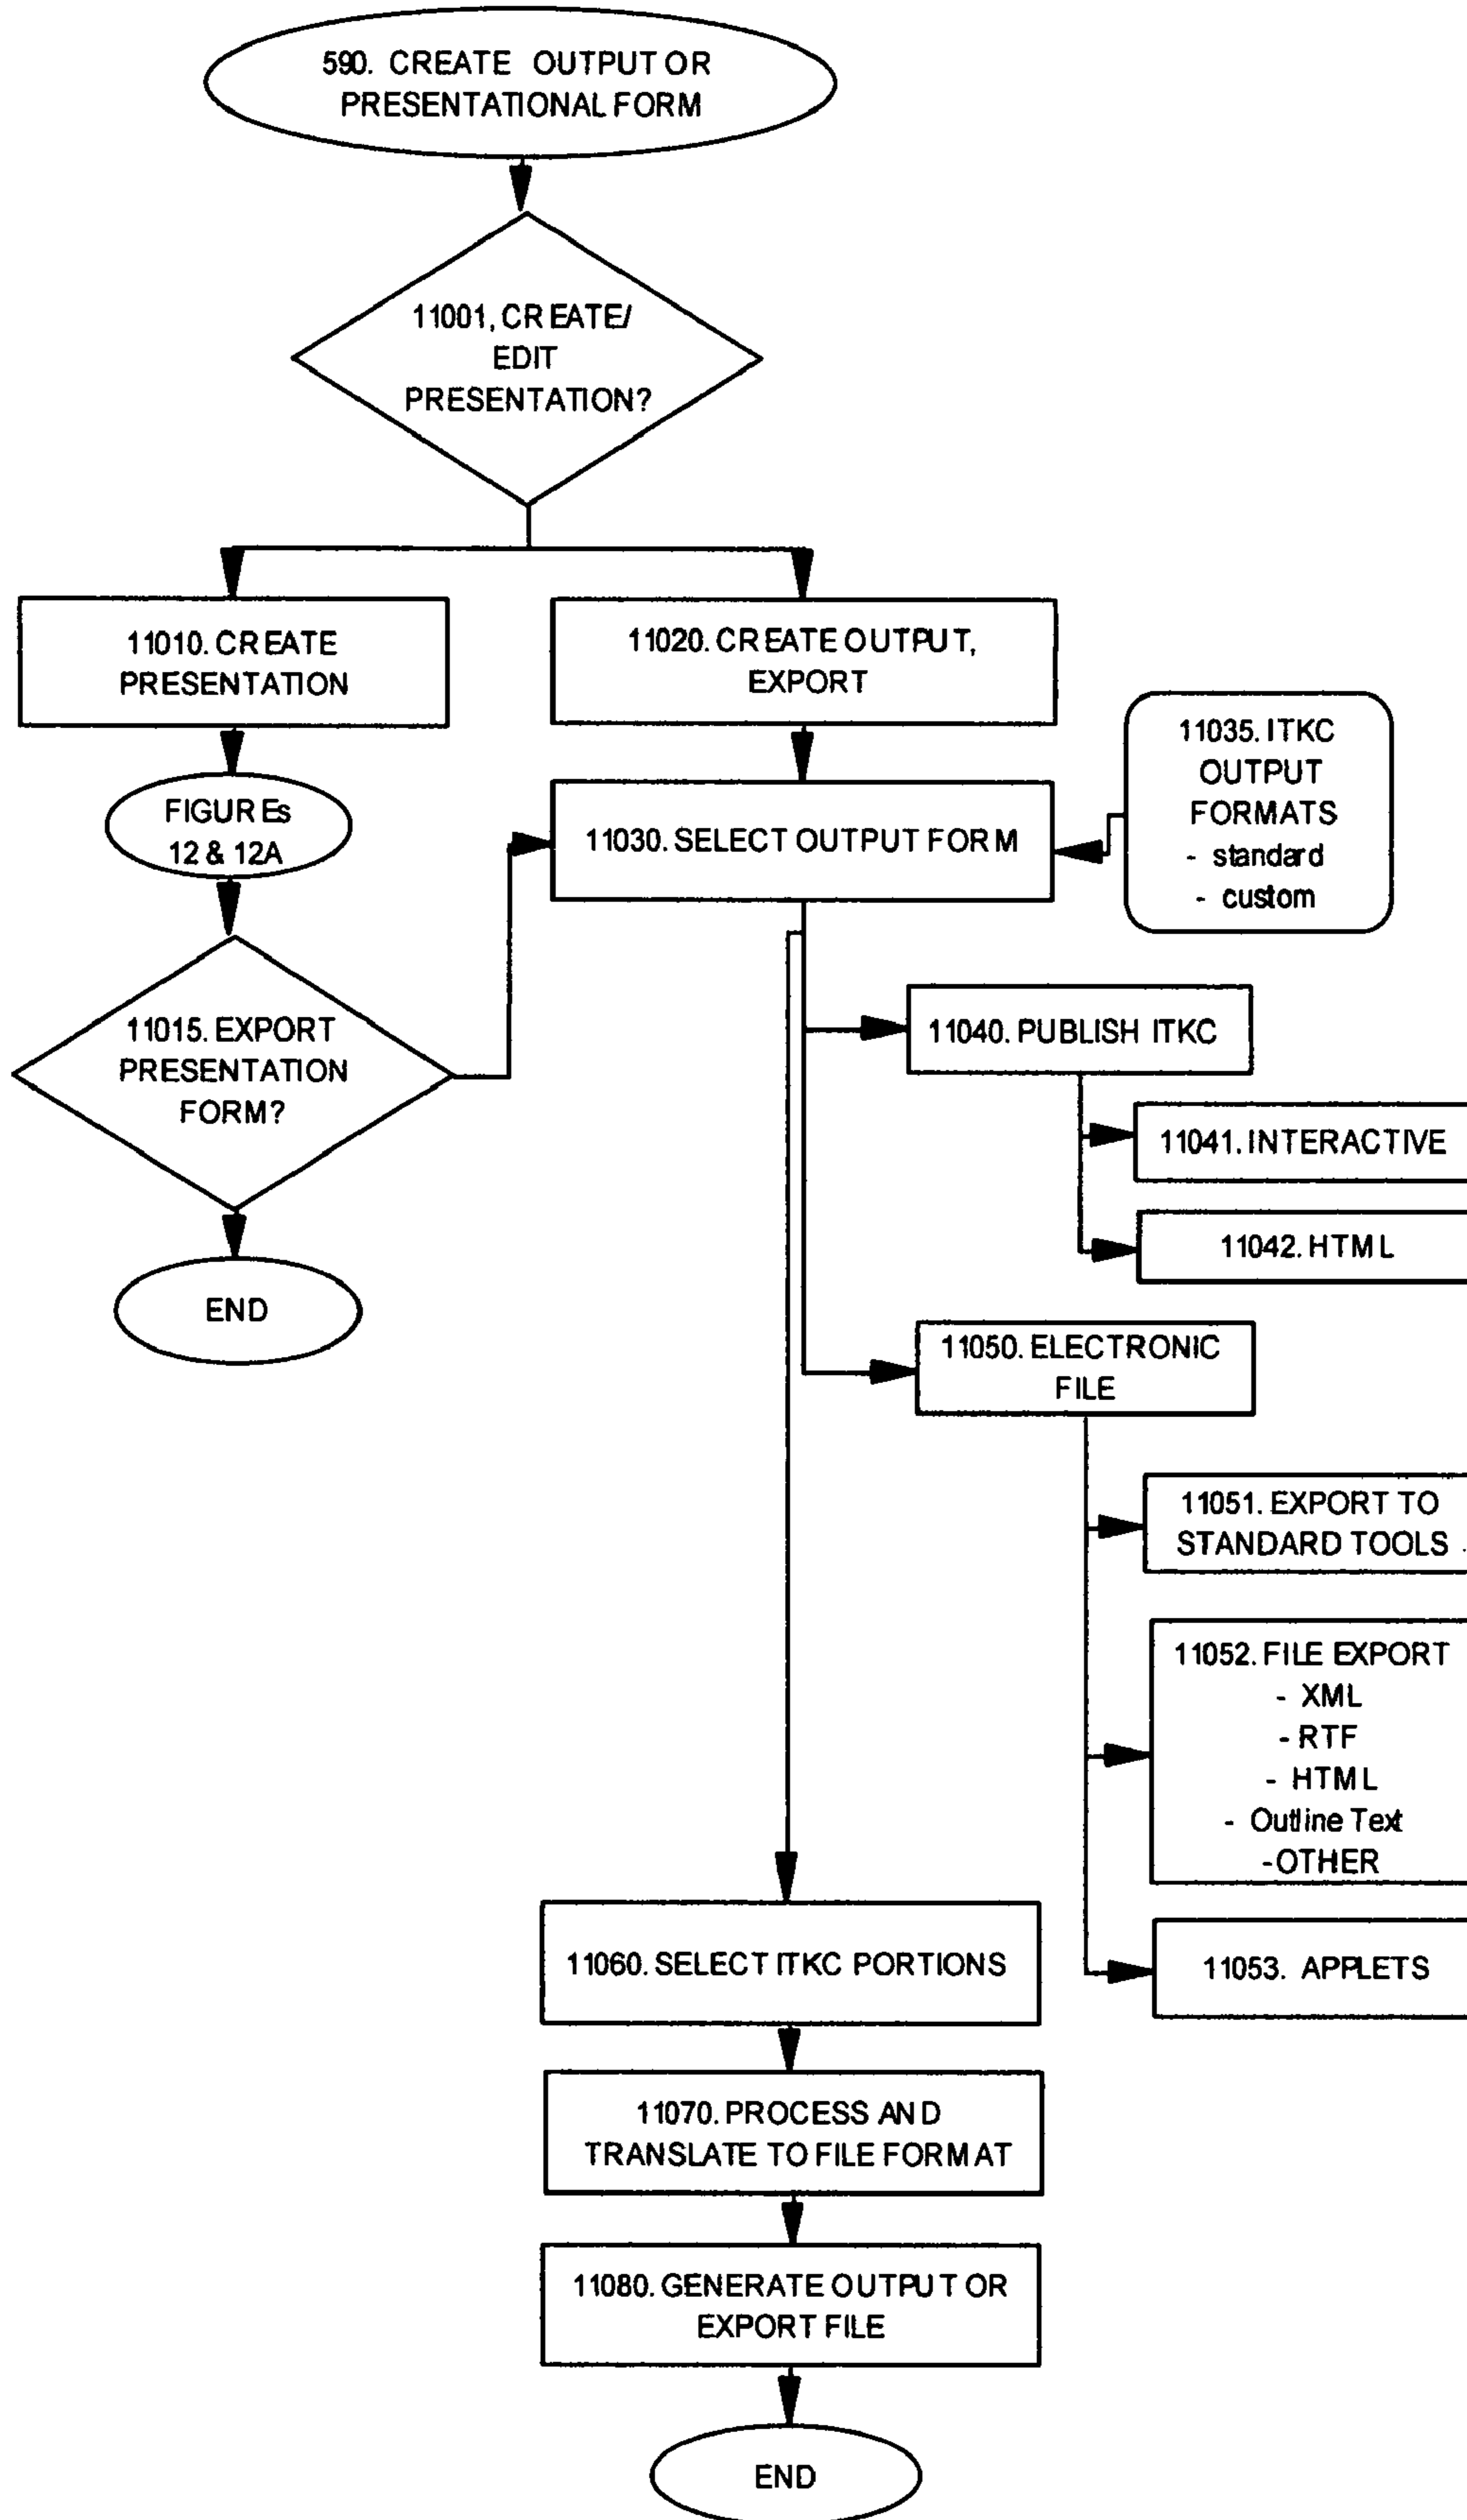 590. CREATE OUTPUT OR
PRESENTATIONAL FORM
11001, CREATE/
EDIT
PRESENTATION?
11010. CREATE
PRESENTATION
11020. CREATE OUTPUT,
EXPORT
FIGUREs
12 & 12A
11030. SELECT OUTPUT FORM
11035. ITKC
OUTPUT
FORMATS
- standard
- custom
11015. EXPORT
PRESENTATION
FORM?
11040. PUBLISH ITKC
11041. INTERACTIVE
11042. HTML
END
11050. ELECTRONIC
FILE
11051. EXPORT TO
STANDARD TOOLS
11052. FILE EXPORT
- XML
- RTF
- HTML
- Outline Text
-OTHER
11053. APPLETS
11060. SELECT ITKC PORTIONS
11070. PROCESS AND
TRANSLATE TO FILE FORMAT
11080. GENERATE OUTPUT OR
EXPORT FILE
END